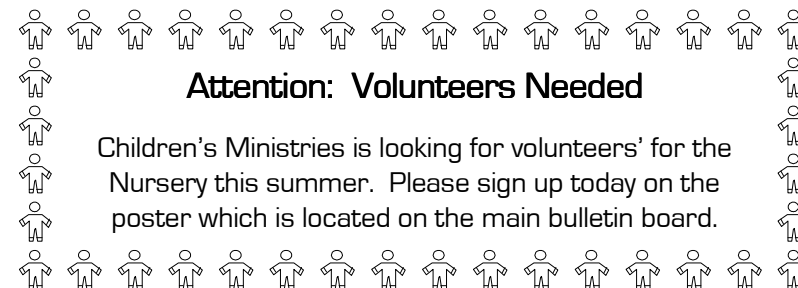 Attention:  Volunteers Needed
Children’s Ministries is looking for volunteers’ for the
Nursery this summer.  Please sign up today on the
poster which is located on the main bulletin board.